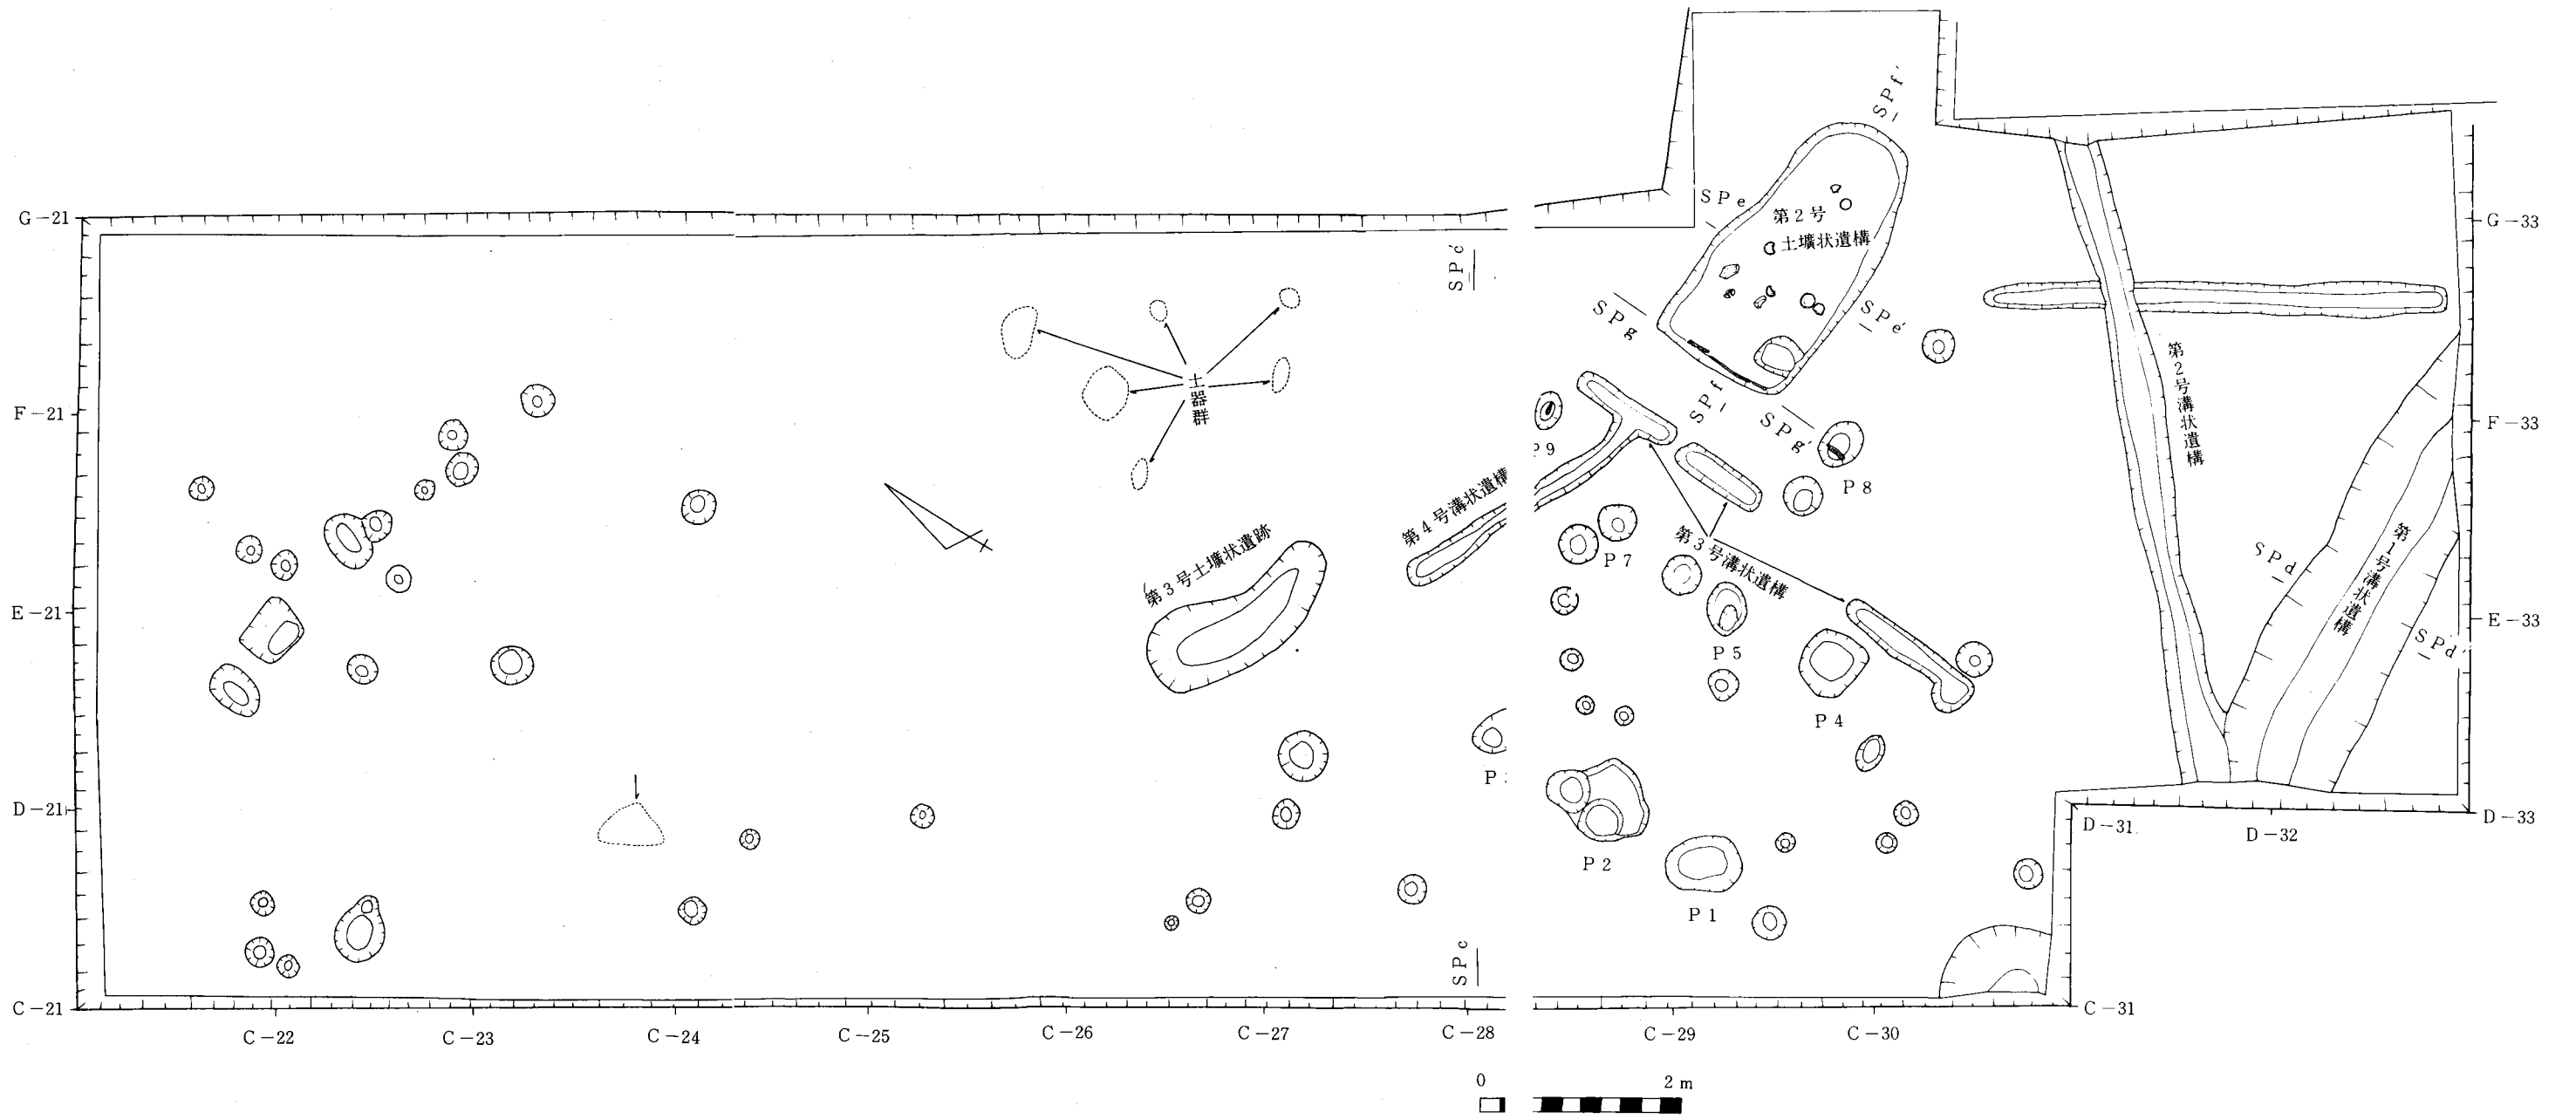 SPf′
SPe
第2号
土壙状遺構
G-21
G-33
SPc′
SPg
SPe′
第2号溝状遺構
土器群
SPf
F-21
SPg′
F-33
P9
P8
第4号溝状遺構
第3号土壙状遺跡
第3号溝状遺構
P7
SPd
第1号溝状遺構
E-21
E-33
P5
SPd′
P4
P
D-21
D-31
D-32
D-33
P2
P1
SPc
C-21
C-31
C-22
C-23
C-24
C-25
C-26
C-27
C-28
C-29
C-30
0
2m